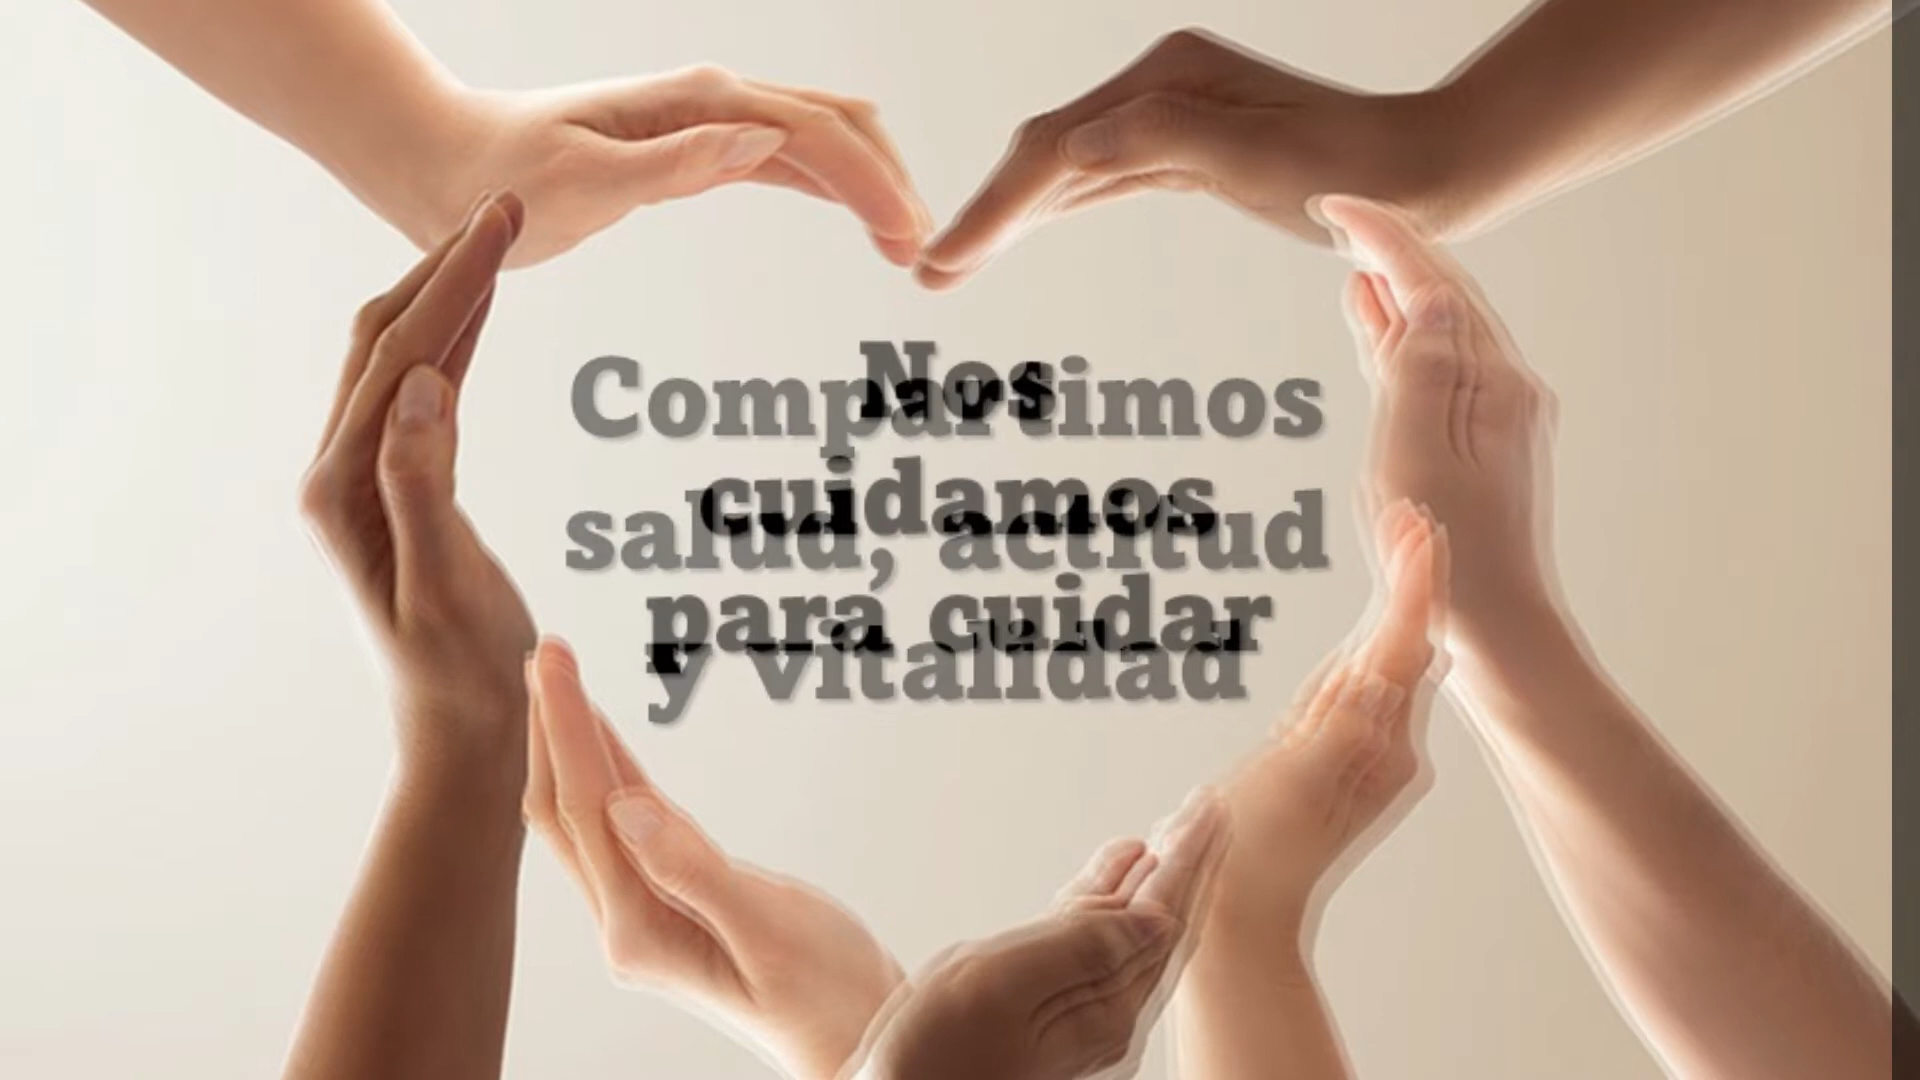 Nos
cuidamos
para cuidar
Compartimos
salud, actitud
y vitalidad